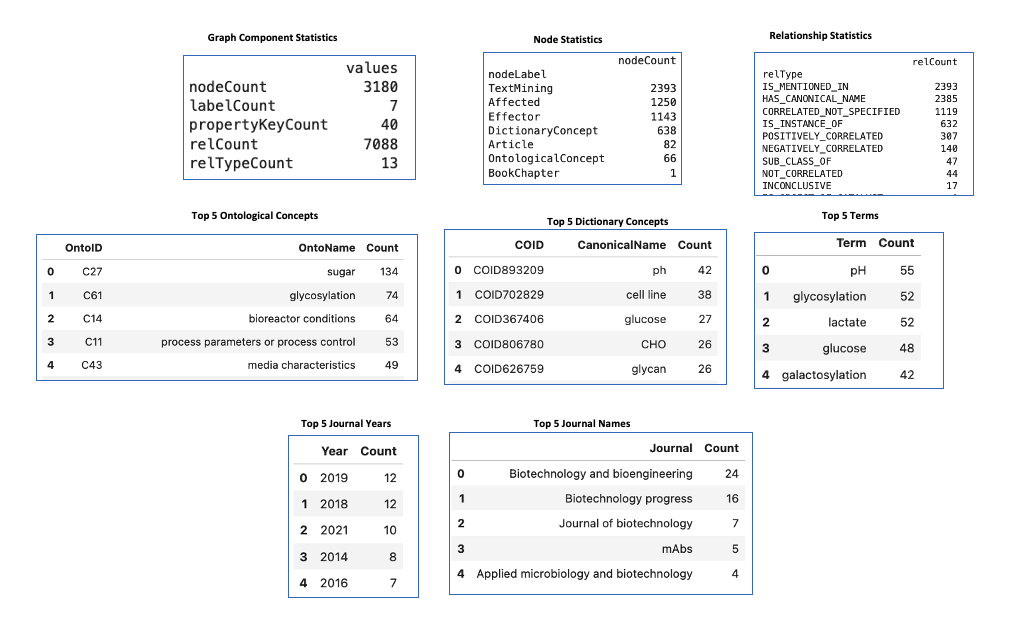 Graph Component Statistics
values
nodeCount 3180
labelCount 7
propertyKeyCount 40
relCount 7088
relTypeCount 13
Node Statistics
nodeCount
nodeLabel
TextMining 2393
Affected 1250
Effector 1143
DictionaryConcept 638
Article 82
OntologicalConcept 66
BookChapter 1
Relationship Statistics
relCount
relType
IS_MENTIONED_IN 2393
HAS_CANONICAL_NAME 2385
CORRELATED_NOT_SPECIFIED 1119
IS_INSTANCE_OF 632
POSITIVELY_CORRELATED 307
NEGATIVELY_CORRELATED 140
SUB_CLASS_OF 47
NOT_CORRELATED 44
INCONCLUSIVE 17
Top 5 Ontological Concepts
OntoID OntoName Count
0 C27 sugar 134
1 C61 glycosylation 74
2 C14 bioreactor conditions 64
3 C11 process parameters or process control 53
4 C43 media characteristics 49
Top 5 Dictionary Concepts
COID CanonicalName Count
0 COID893209 ph 42
1 COID702829 cell line 38
2 COID367406 glucose 27
3 COID806780 CHO 26
4 COID626759 glycan 26
Top 5 Terms
Term Count
0 pH 55
1 glycosylation 52
2 lactate 52
3 glucose 48
4 galactosylation 42
Top 5 Journal Years
Year Count
0 2019 12
1 2018 12
2 2021 10
3 2014 8
4 2016 7
Top 5 Journal Names
Journal Count
0 Biotechnology and bioengineering 24
1 Biotechnology progress 16
2 Journal of biotechnology 7
3 mAbs 5
4 Applied microbiology and biotechnology 4